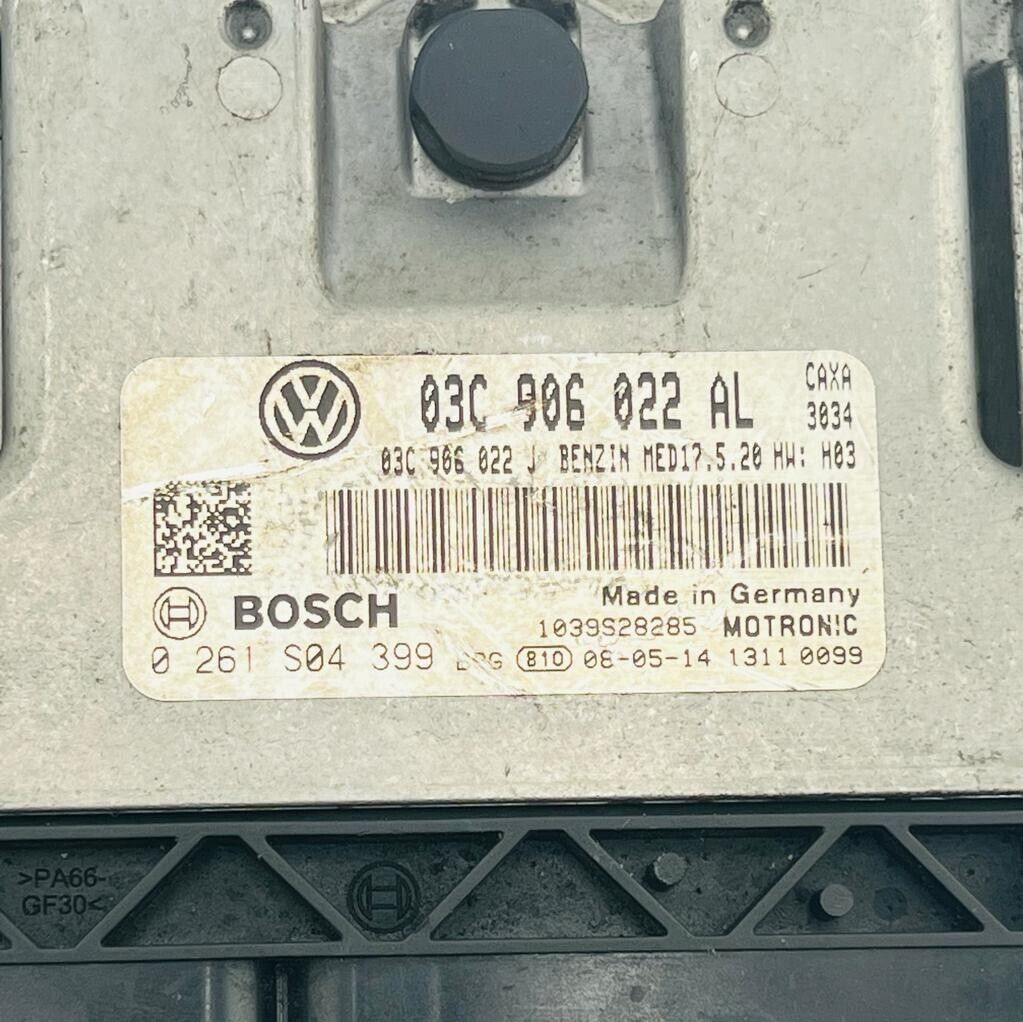 CAXA
03C 906 022 AL
3034
03C 906 022 J BENZIN MED17.5.20 HW: H03
BOSCH
Made in Germany
1039S28285 MOTRONIC
0 261 S04 399 810 08-05-14 1311 0099
>PA66-
GF30<